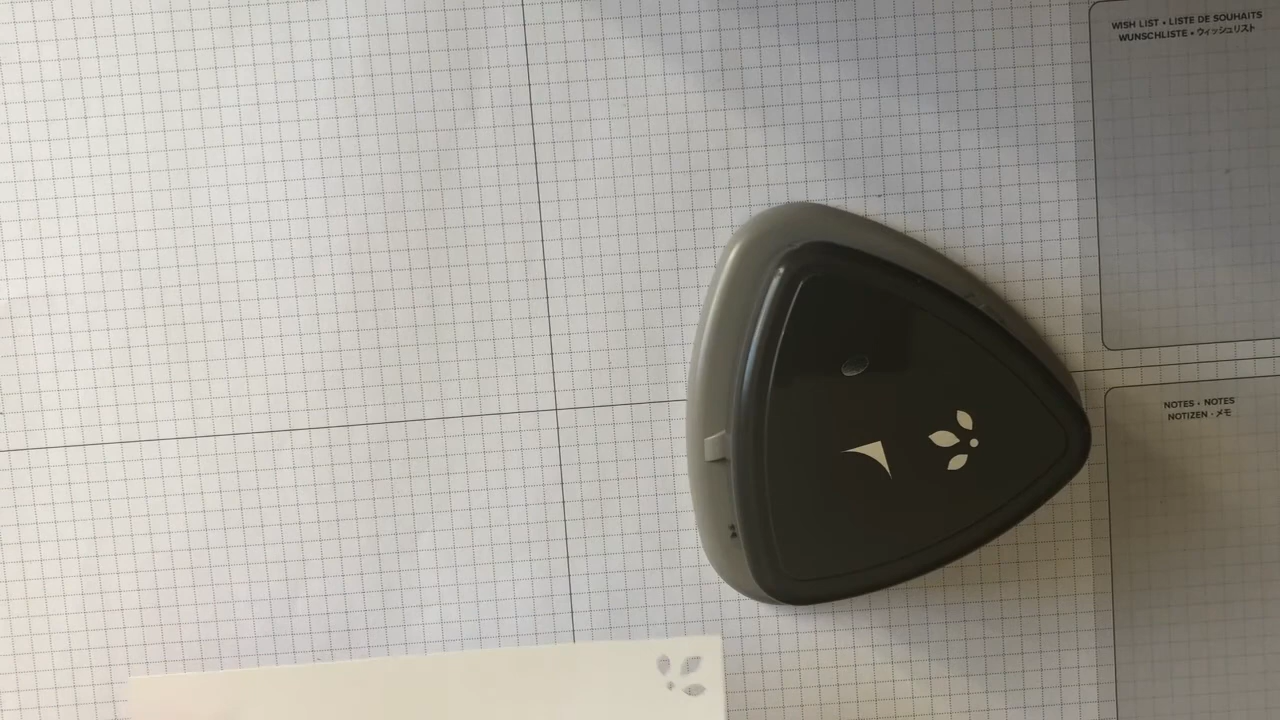 WISH LIST • LISTE DE SOUHAITS
WUNSCHLISTE • ウィッシュリスト
NOTES • NOTES
NOTIZEN • メモ